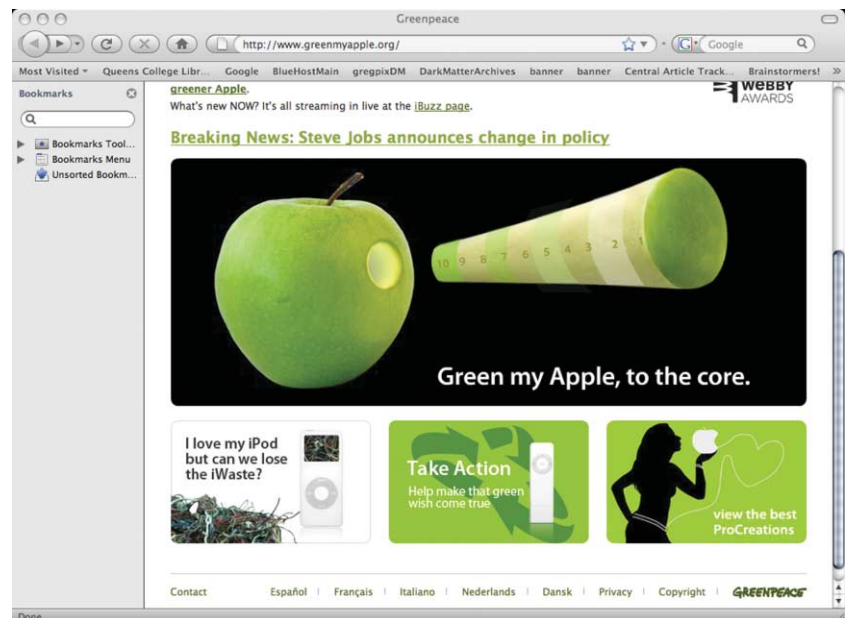 Greenpeace
http://www.greenmyapple.org/
Google
Most Visited Queens College Libr... Google BlueHostMain gregpixDM DarkMatterArchives banner banner Central Article Track... Brainstormers! »
Bookmarks
greener Apple.
WEBBY
AWARDS
What's new NOW? It's all streaming in live at the iBuzz page.
Bookmarks Tool...
Bookmarks Menu
Unsorted Bookm...
Breaking News: Steve Jobs announces change in policy
10 9 8 7 6 5 4 3 2 1
Green my Apple, to the core.
I love my iPod
but can we lose
the iWaste?
Take Action
Help make that green
wish come true
view the best
ProCreations
Contact Español | Français | Italiano | Nederlands | Dansk | Privacy | Copyright | GREENPEACE
Done